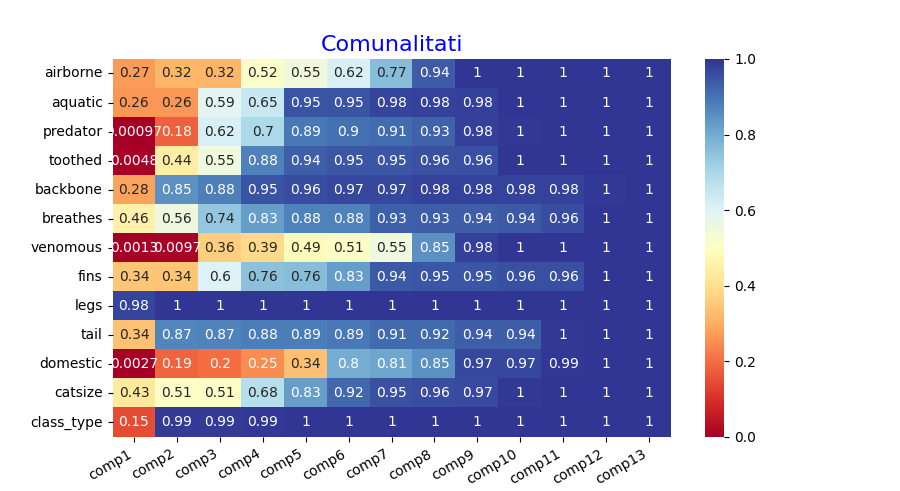 Comunalitati
airborne 0.27 0.32 0.32 0.52 0.55 0.62 0.77 0.94 1 1 1 1 1
aquatic 0.26 0.26 0.59 0.65 0.95 0.95 0.98 0.98 0.98 1 1 1 1
predator 0.00097 0.18 0.62 0.7 0.89 0.9 0.91 0.93 0.98 1 1 1 1
toothed 0.0048 0.44 0.55 0.88 0.94 0.95 0.95 0.96 0.96 1 1 1 1
backbone 0.28 0.85 0.88 0.95 0.96 0.97 0.97 0.98 0.98 0.98 0.98 1 1
breathes 0.46 0.56 0.74 0.83 0.88 0.88 0.93 0.93 0.94 0.94 0.96 1 1
venomous 0.0013 0.0097 0.36 0.39 0.49 0.51 0.55 0.85 0.98 1 1 1 1
fins 0.34 0.34 0.6 0.76 0.76 0.83 0.94 0.95 0.95 0.96 0.96 1 1
legs 0.98 1 1 1 1 1 1 1 1 1 1 1 1
tail 0.34 0.87 0.87 0.88 0.89 0.89 0.91 0.92 0.94 0.94 1 1 1
domestic 0.0027 0.19 0.2 0.25 0.34 0.8 0.81 0.85 0.97 0.97 0.99 1 1
catsize 0.43 0.51 0.51 0.68 0.83 0.92 0.95 0.96 0.97 1 1 1 1
class_type 0.15 0.99 0.99 0.99 1 1 1 1 1 1 1 1 1
comp1 comp2 comp3 comp4 comp5 comp6 comp7 comp8 comp9 comp10 comp11 comp12 comp13
1.0
0.8
0.6
0.4
0.2
0.0